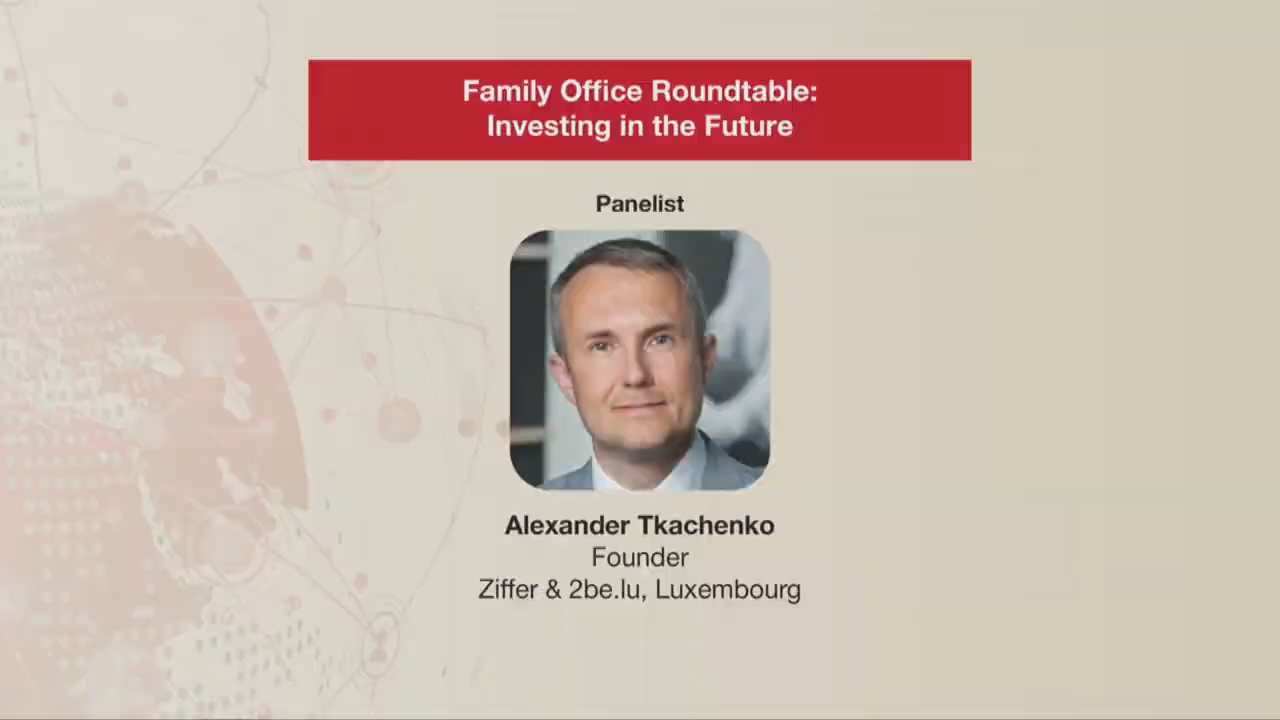 Family Office Roundtable:
Investing in the Future
Panelist
Alexander Tkachenko
Founder
Ziffer & 2be.lu, Luxembourg